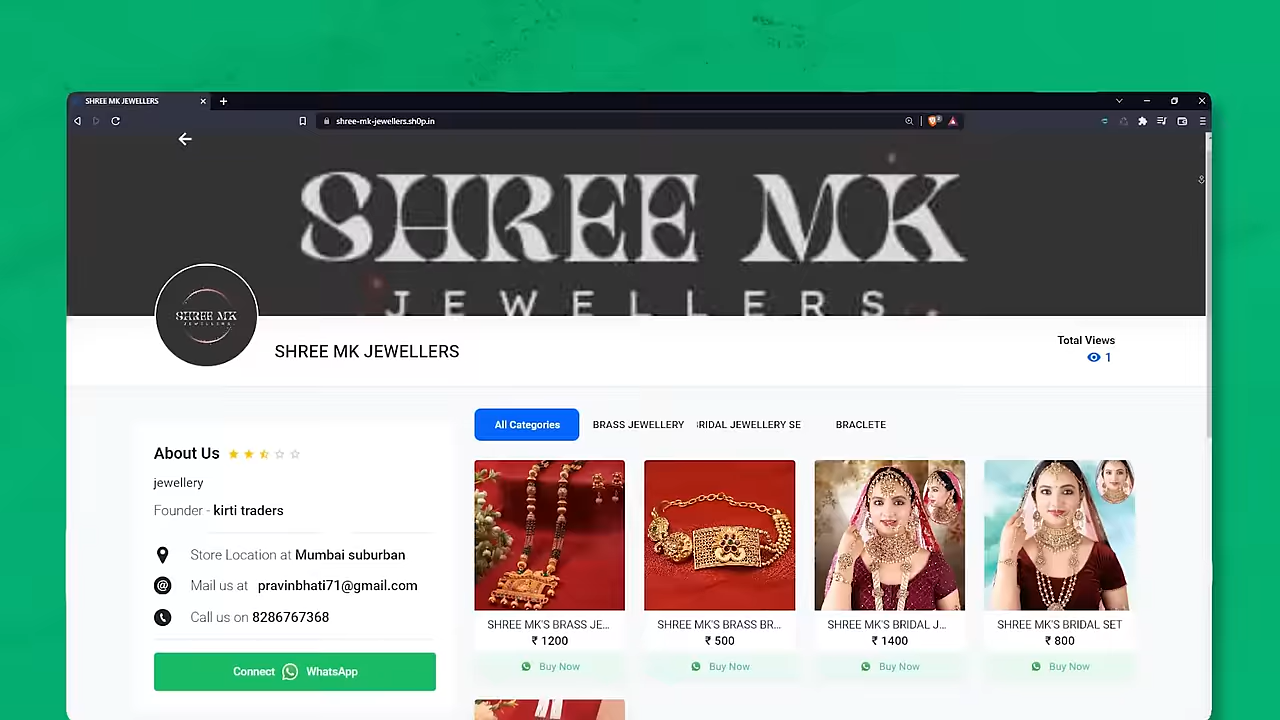 SHREE MK JEWELLERS
shree-mk-jewellers.sh0p.in
SHREE MK
JEWELLERS
SHREE MK
JEWELLERS
SHREE MK JEWELLERS
Total Views
1
All Categories
BRASS JEWELLERY
RIDAL JEWELLERY SE
BRACLETE
About Us
jewellery
Founder - kirti traders
Store Location at Mumbai suburban
Mail us at pravinbhati71@gmail.com
Call us on 8286767368
Connect WhatsApp
SHREE MK'S BRASS JE...
₹ 1200
Buy Now
SHREE MK'S BRASS BR...
₹ 500
Buy Now
SHREE MK'S BRIDAL J...
₹ 1400
Buy Now
SHREE MK'S BRIDAL SET
₹ 800
Buy Now